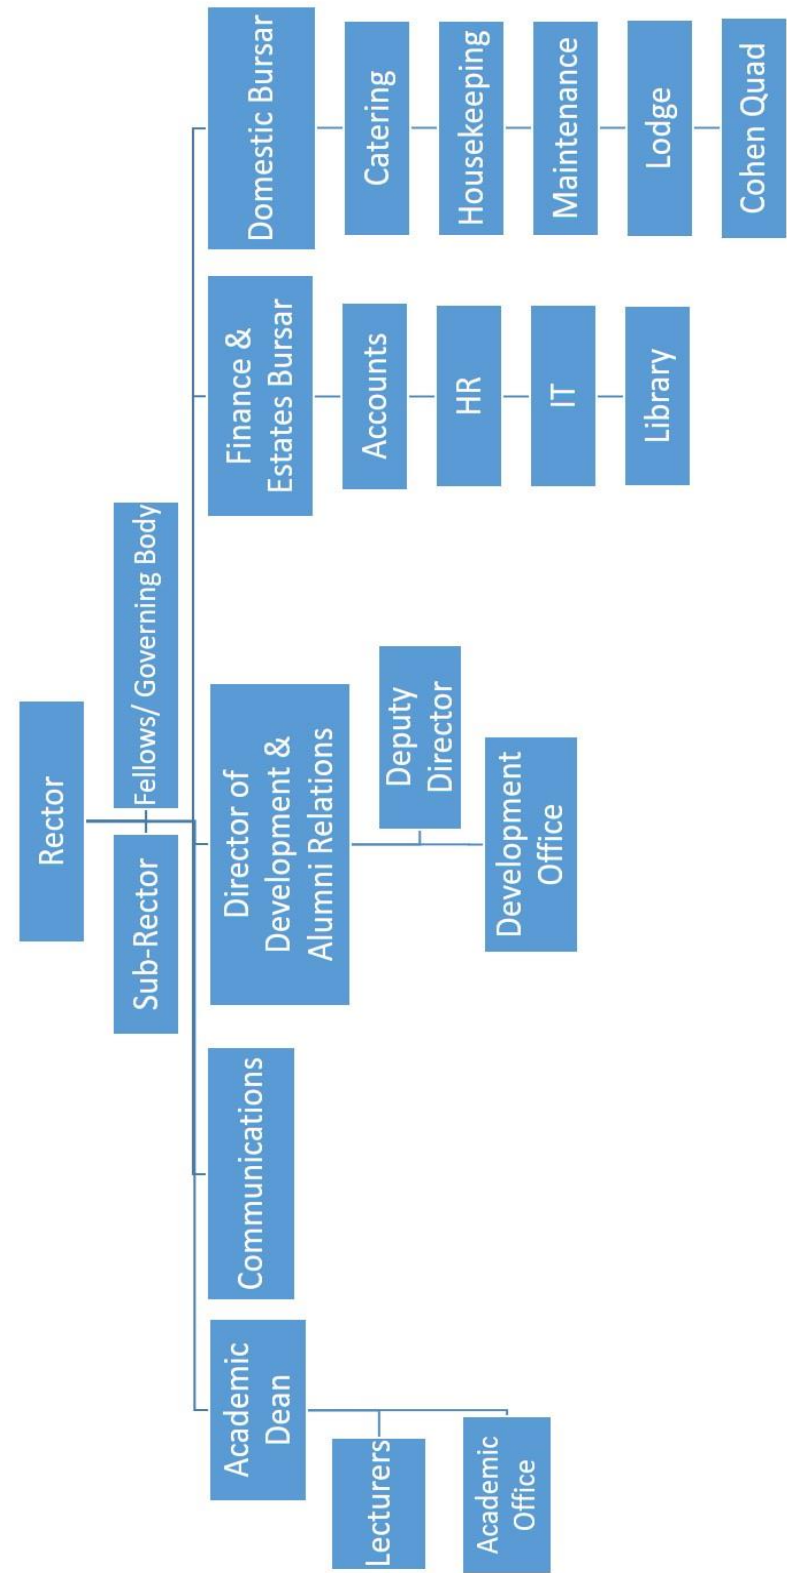 Rector
Sub-Rector
Fellows/ Governing Body
Academic
Dean
Communications
Director of
Development &
Alumni Relations
Finance &
Estates Bursar
Domestic Bursar
Lecturers
Academic
Office
Deputy
Director
Development
Office
Accounts
HR
IT
Library
Catering
Housekeeping
Maintenance
Lodge
Cohen Quad